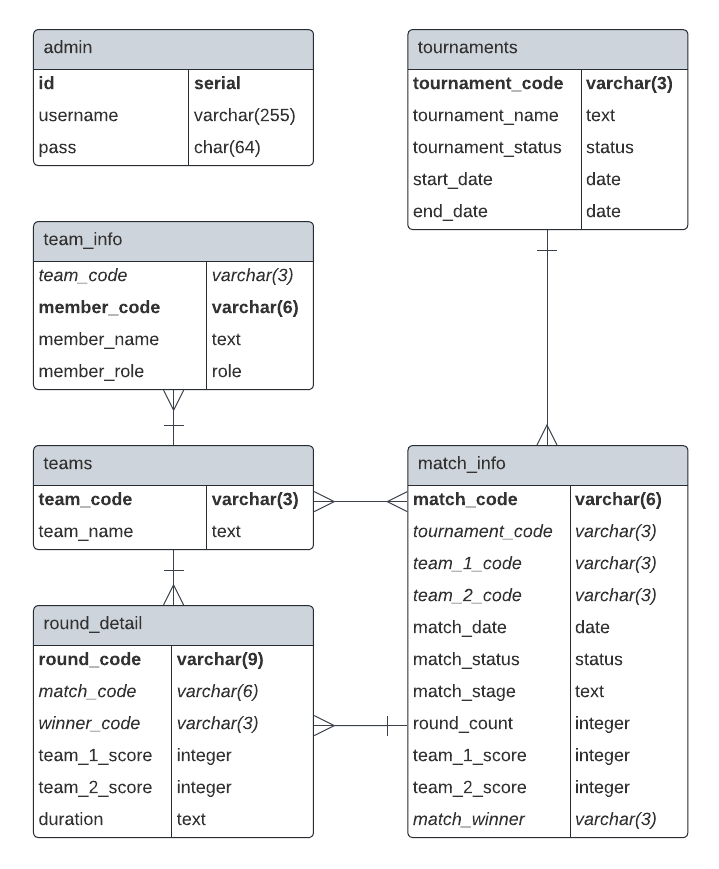 admin
id serial
username varchar(255)
pass char(64)
tournaments
tournament_code varchar(3)
tournament_name text
tournament_status status
start_date date
end_date date
team_info
team_code varchar(3)
member_code varchar(6)
member_name text
member_role role
teams
team_code varchar(3)
team_name text
match_info
match_code varchar(6)
tournament_code varchar(3)
team_1_code varchar(3)
team_2_code varchar(3)
match_date date
match_status status
match_stage text
round_count integer
team_1_score integer
team_2_score integer
match_winner varchar(3)
round_detail
round_code varchar(9)
match_code varchar(6)
winner_code varchar(3)
team_1_score integer
team_2_score integer
duration text